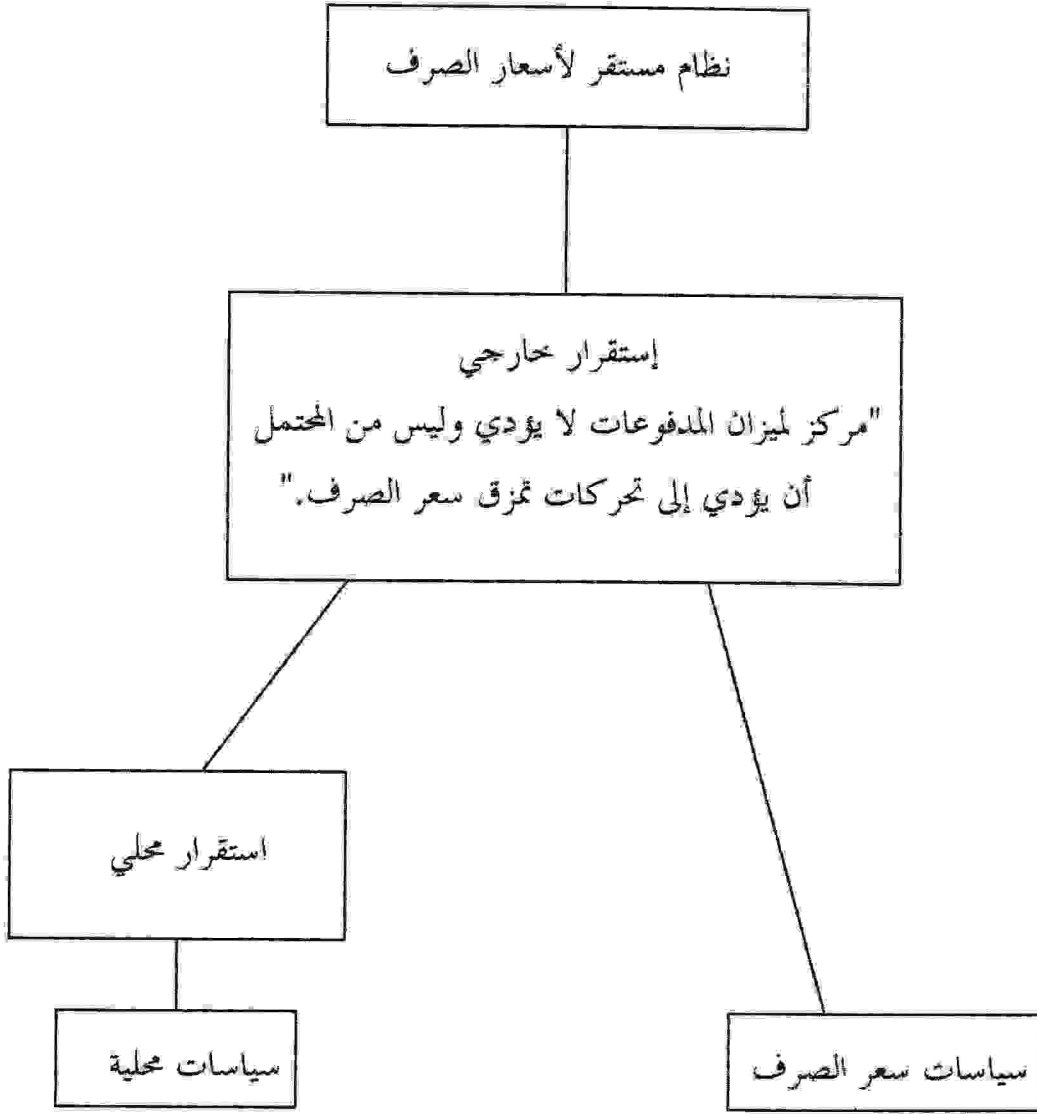 نظام مستقر لأسعار الصرف
إستقرار خارجي
"مركز لميزان المدفوعات لا يؤدي وليس من المحتمل
أن يؤدي إلى تحركات تمزق سعر الصرف."
استقرار محلي
سياسات سعر الصرف
سياسات محلية